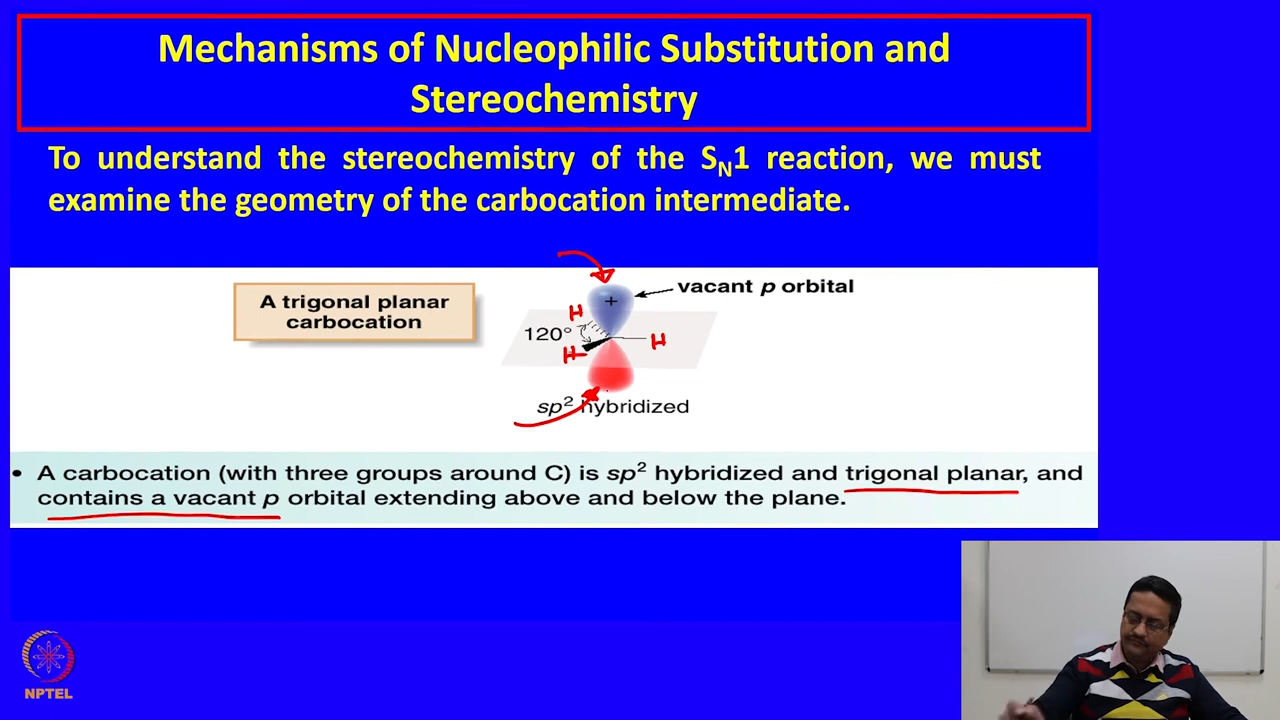 Mechanisms of Nucleophilic Substitution and
Stereochemistry
To understand the stereochemistry of the SN1 reaction, we must
examine the geometry of the carbocation intermediate.
A trigonal planar
carbocation
vacant p orbital
+
H
120°
H
H
sp² hybridized
• A carbocation (with three groups around C) is sp² hybridized and trigonal planar, and
contains a vacant p orbital extending above and below the plane.
NPTEL